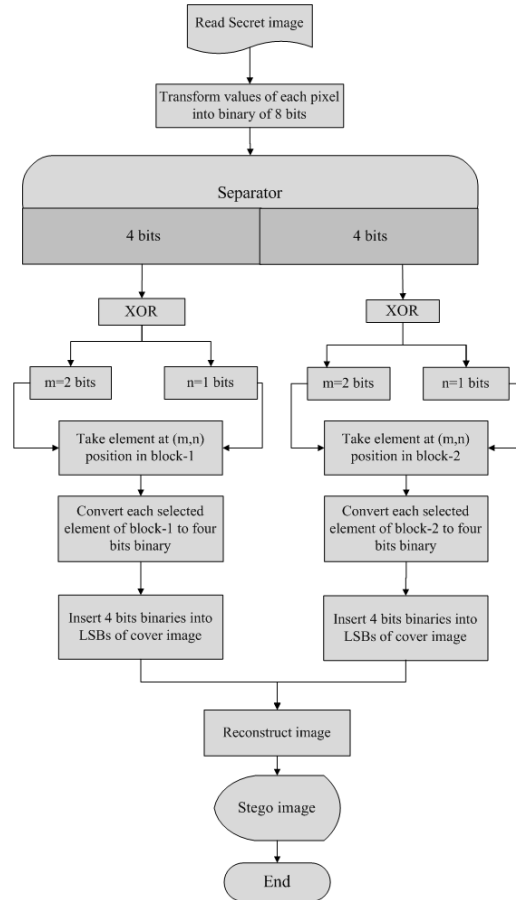 Read Secret image
Transform values of each pixel
into binary of 8 bits
Separator
4 bits
4 bits
XOR
XOR
m=2 bits
n=1 bits
m=2 bits
n=1 bits
Take element at (m,n)
position in block-1
Take element at (m,n)
position in block-2
Convert each selected
element of block-1 to four
bits binary
Convert each selected
element of block-2 to four
bits binary
Insert 4 bits binaries into
LSBs of cover image
Insert 4 bits binaries into
LSBs of cover image
Reconstruct image
Stego image
End